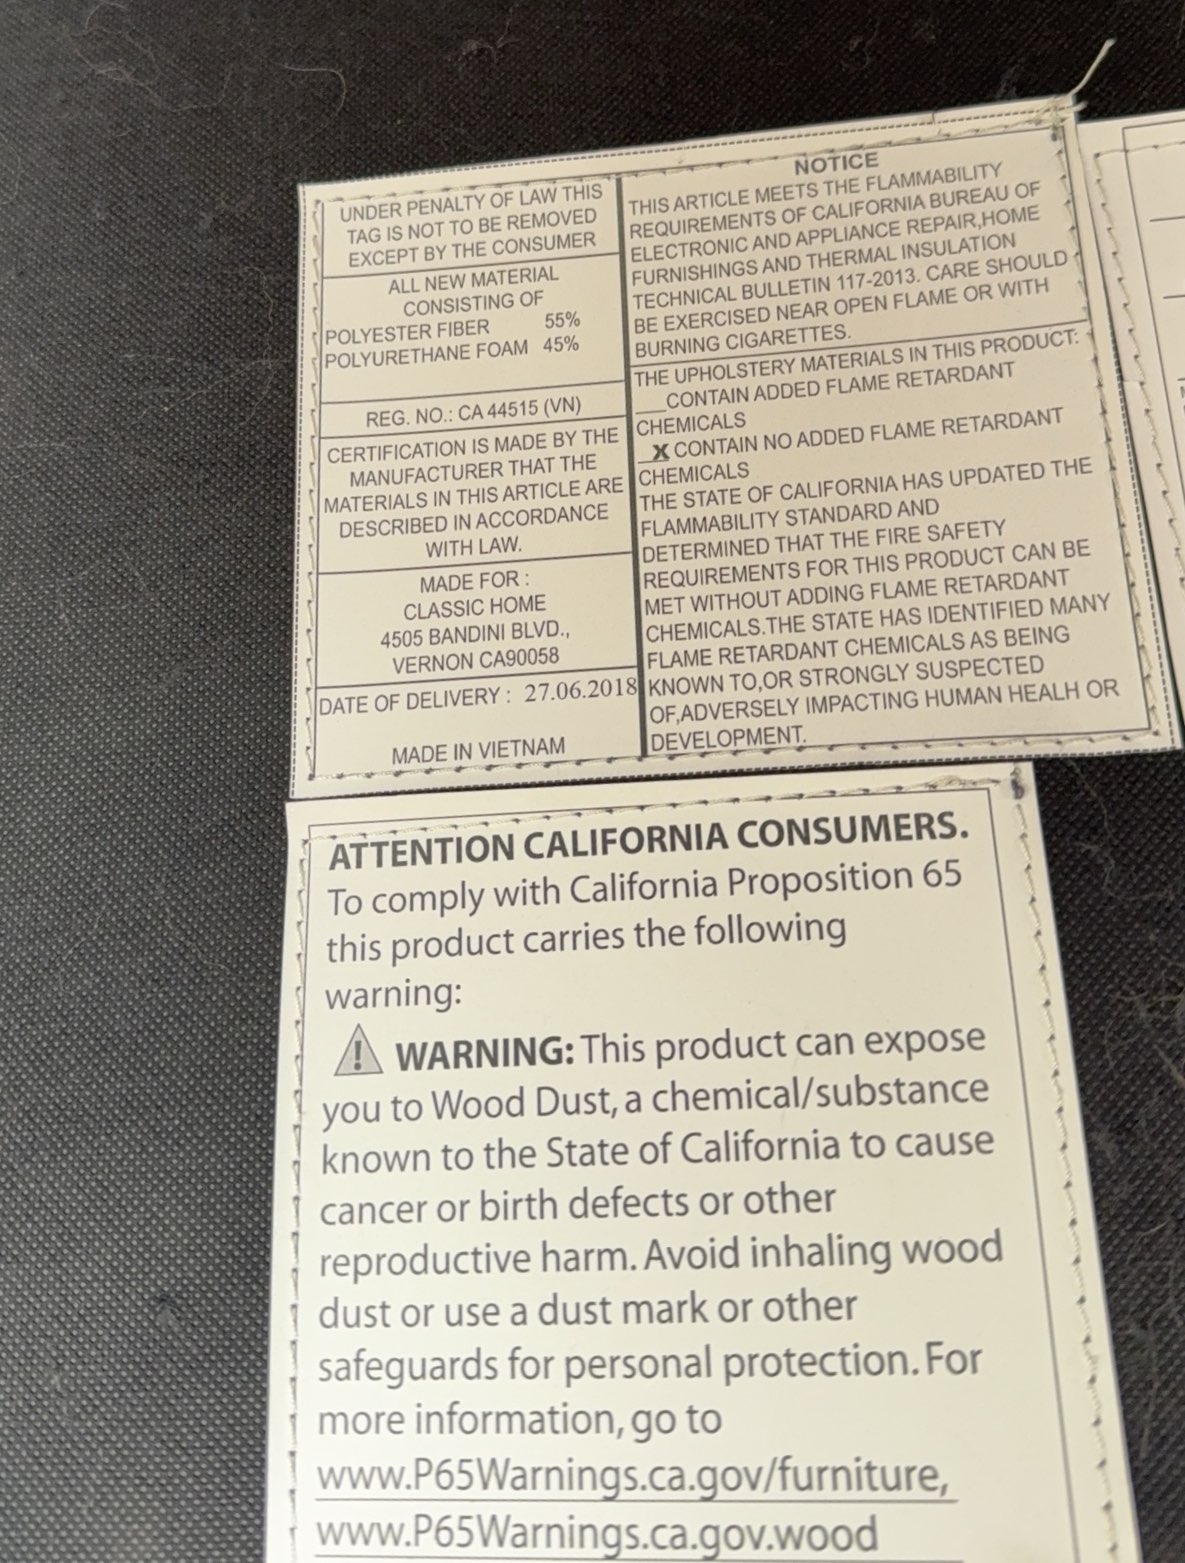 UNDER PENALTY OF LAW THIS
TAG IS NOT TO BE REMOVED
EXCEPT BY THE CONSUMER
ALL NEW MATERIAL
CONSISTING OF
POLYESTER FIBER 55%
POLYURETHANE FOAM 45%
REG. NO.: CA 44515 (VN)
CERTIFICATION IS MADE BY THE
MANUFACTURER THAT THE
MATERIALS IN THIS ARTICLE ARE
DESCRIBED IN ACCORDANCE
WITH LAW.
MADE FOR :
CLASSIC HOME
4505 BANDINI BLVD.,
VERNON CA90058
DATE OF DELIVERY : 27.06.2018
MADE IN VIETNAM
NOTICE
THIS ARTICLE MEETS THE FLAMMABILITY
REQUIREMENTS OF CALIFORNIA BUREAU OF
ELECTRONIC AND APPLIANCE REPAIR,HOME
FURNISHINGS AND THERMAL INSULATION
TECHNICAL BULLETIN 117-2013. CARE SHOULD
BE EXERCISED NEAR OPEN FLAME OR WITH
BURNING CIGARETTES.
THE UPHOLSTERY MATERIALS IN THIS PRODUCT:
___CONTAIN ADDED FLAME RETARDANT
CHEMICALS
_X CONTAIN NO ADDED FLAME RETARDANT
CHEMICALS
THE STATE OF CALIFORNIA HAS UPDATED THE
FLAMMABILITY STANDARD AND
DETERMINED THAT THE FIRE SAFETY
REQUIREMENTS FOR THIS PRODUCT CAN BE
MET WITHOUT ADDING FLAME RETARDANT
CHEMICALS.THE STATE HAS IDENTIFIED MANY
FLAME RETARDANT CHEMICALS AS BEING
KNOWN TO,OR STRONGLY SUSPECTED
OF,ADVERSELY IMPACTING HUMAN HEALH OR
DEVELOPMENT.
ATTENTION CALIFORNIA CONSUMERS.
To comply with California Proposition 65
this product carries the following
warning:
WARNING: This product can expose
you to Wood Dust, a chemical/substance
known to the State of California to cause
cancer or birth defects or other
reproductive harm. Avoid inhaling wood
dust or use a dust mark or other
safeguards for personal protection. For
more information, go to
www.P65Warnings.ca.gov/furniture,
www.P65Warnings.ca.gov.wood